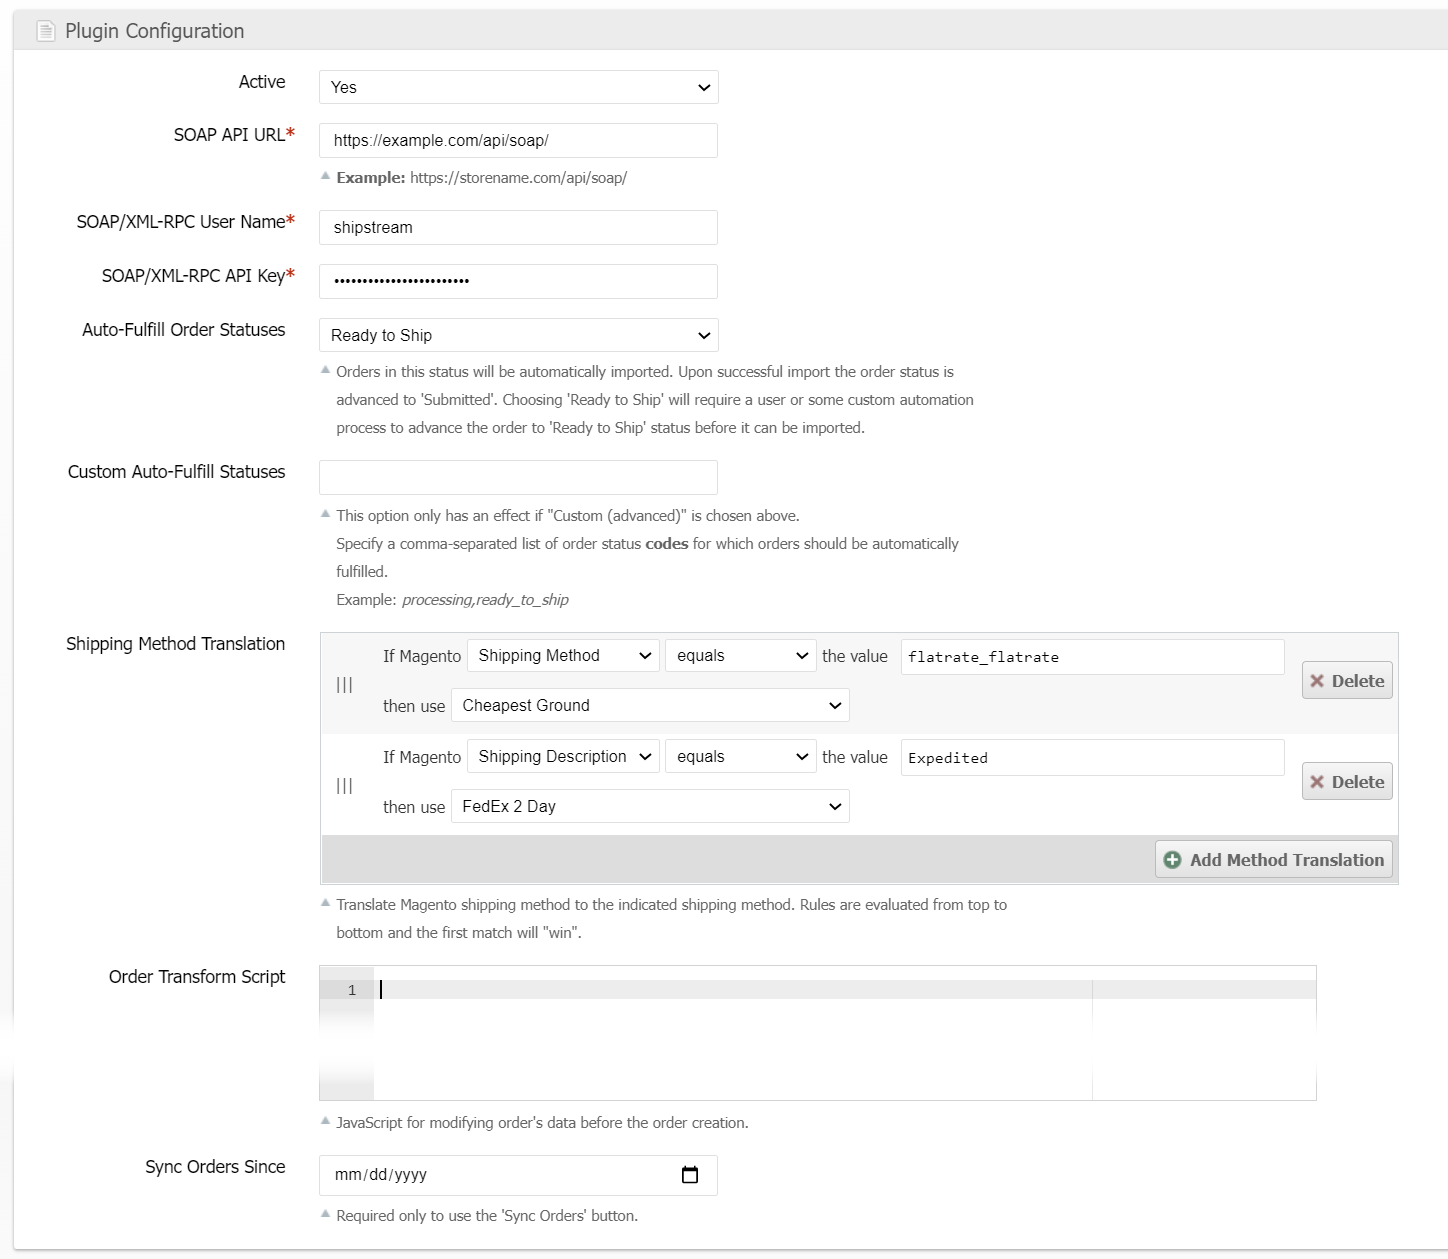 Plugin Configuration
Active
Yes
SOAP API URL*
https://example.com/api/soap/
Example: https://storename.com/api/soap/
SOAP/XML-RPC User Name*
shipstream
SOAP/XML-RPC API Key*
••••••••••••••••••••••••
Auto-Fulfill Order Statuses
Ready to Ship
Orders in this status will be automatically imported. Upon successful import the order status is
advanced to 'Submitted'. Choosing 'Ready to Ship' will require a user or some custom automation
process to advance the order to 'Ready to Ship' status before it can be imported.
Custom Auto-Fulfill Statuses
This option only has an effect if "Custom (advanced)" is chosen above.
Specify a comma-separated list of order status codes for which orders should be automatically
fulfilled.
Example: processing,ready_to_ship
Shipping Method Translation
If Magento Shipping Method equals the value flatrate_flatrate
then use Cheapest Ground
Delete
If Magento Shipping Description equals the value Expedited
then use FedEx 2 Day
Delete
Add Method Translation
Translate Magento shipping method to the indicated shipping method. Rules are evaluated from top to
bottom and the first match will "win".
Order Transform Script
1
JavaScript for modifying order's data before the order creation.
Sync Orders Since
mm/dd/yyyy
Required only to use the 'Sync Orders' button.